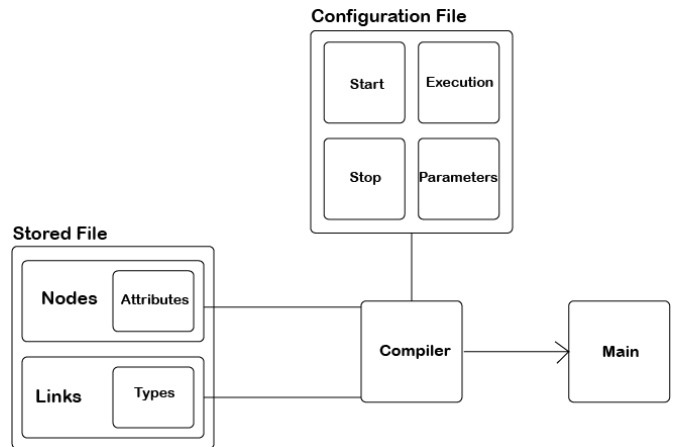 Configuration File
Start
Execution
Stop
Parameters
Stored File
Nodes
Attributes
Links
Types
Compiler
Main